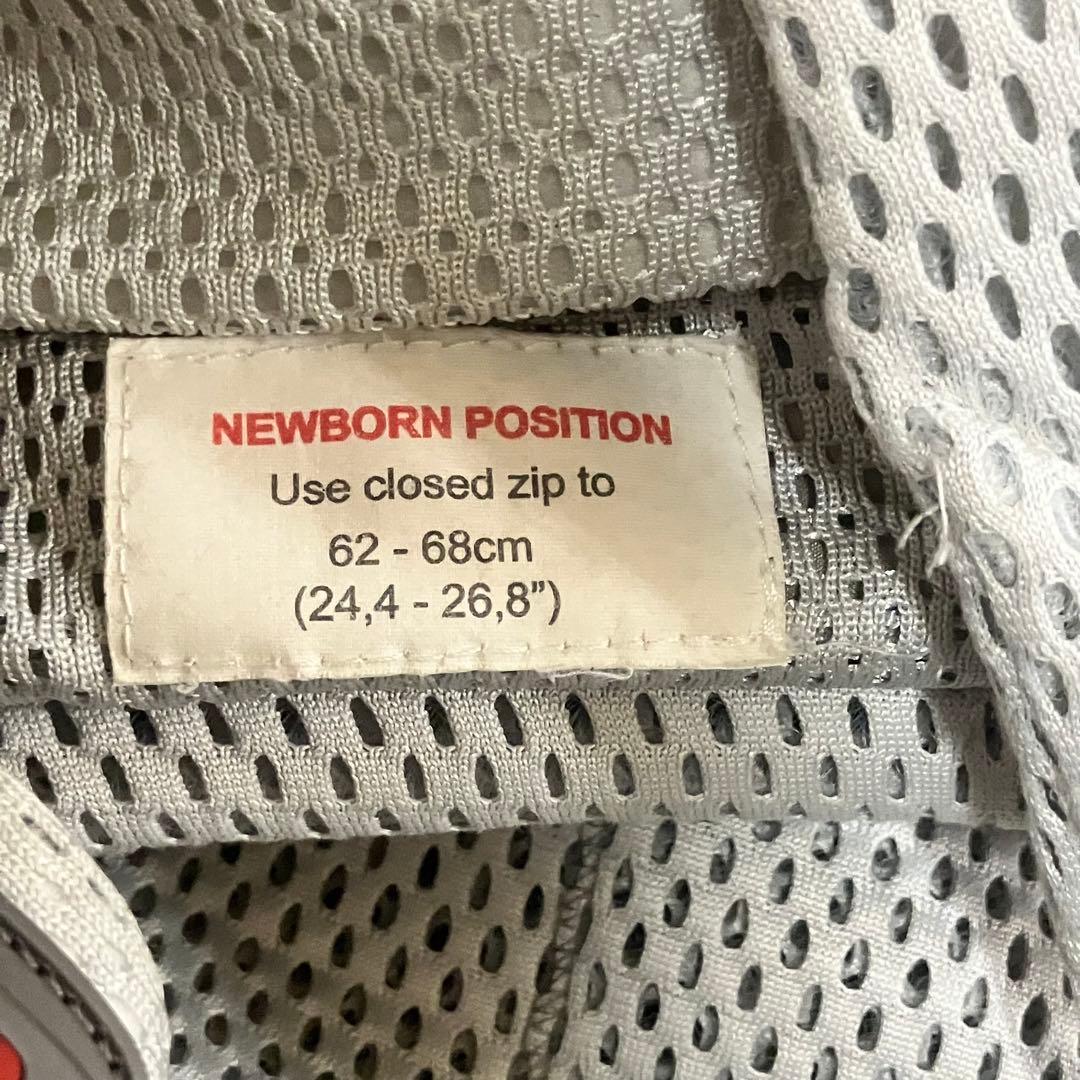 NEWBORN POSITION
Use closed zip to
62 - 68cm
(24,4 - 26,8”)